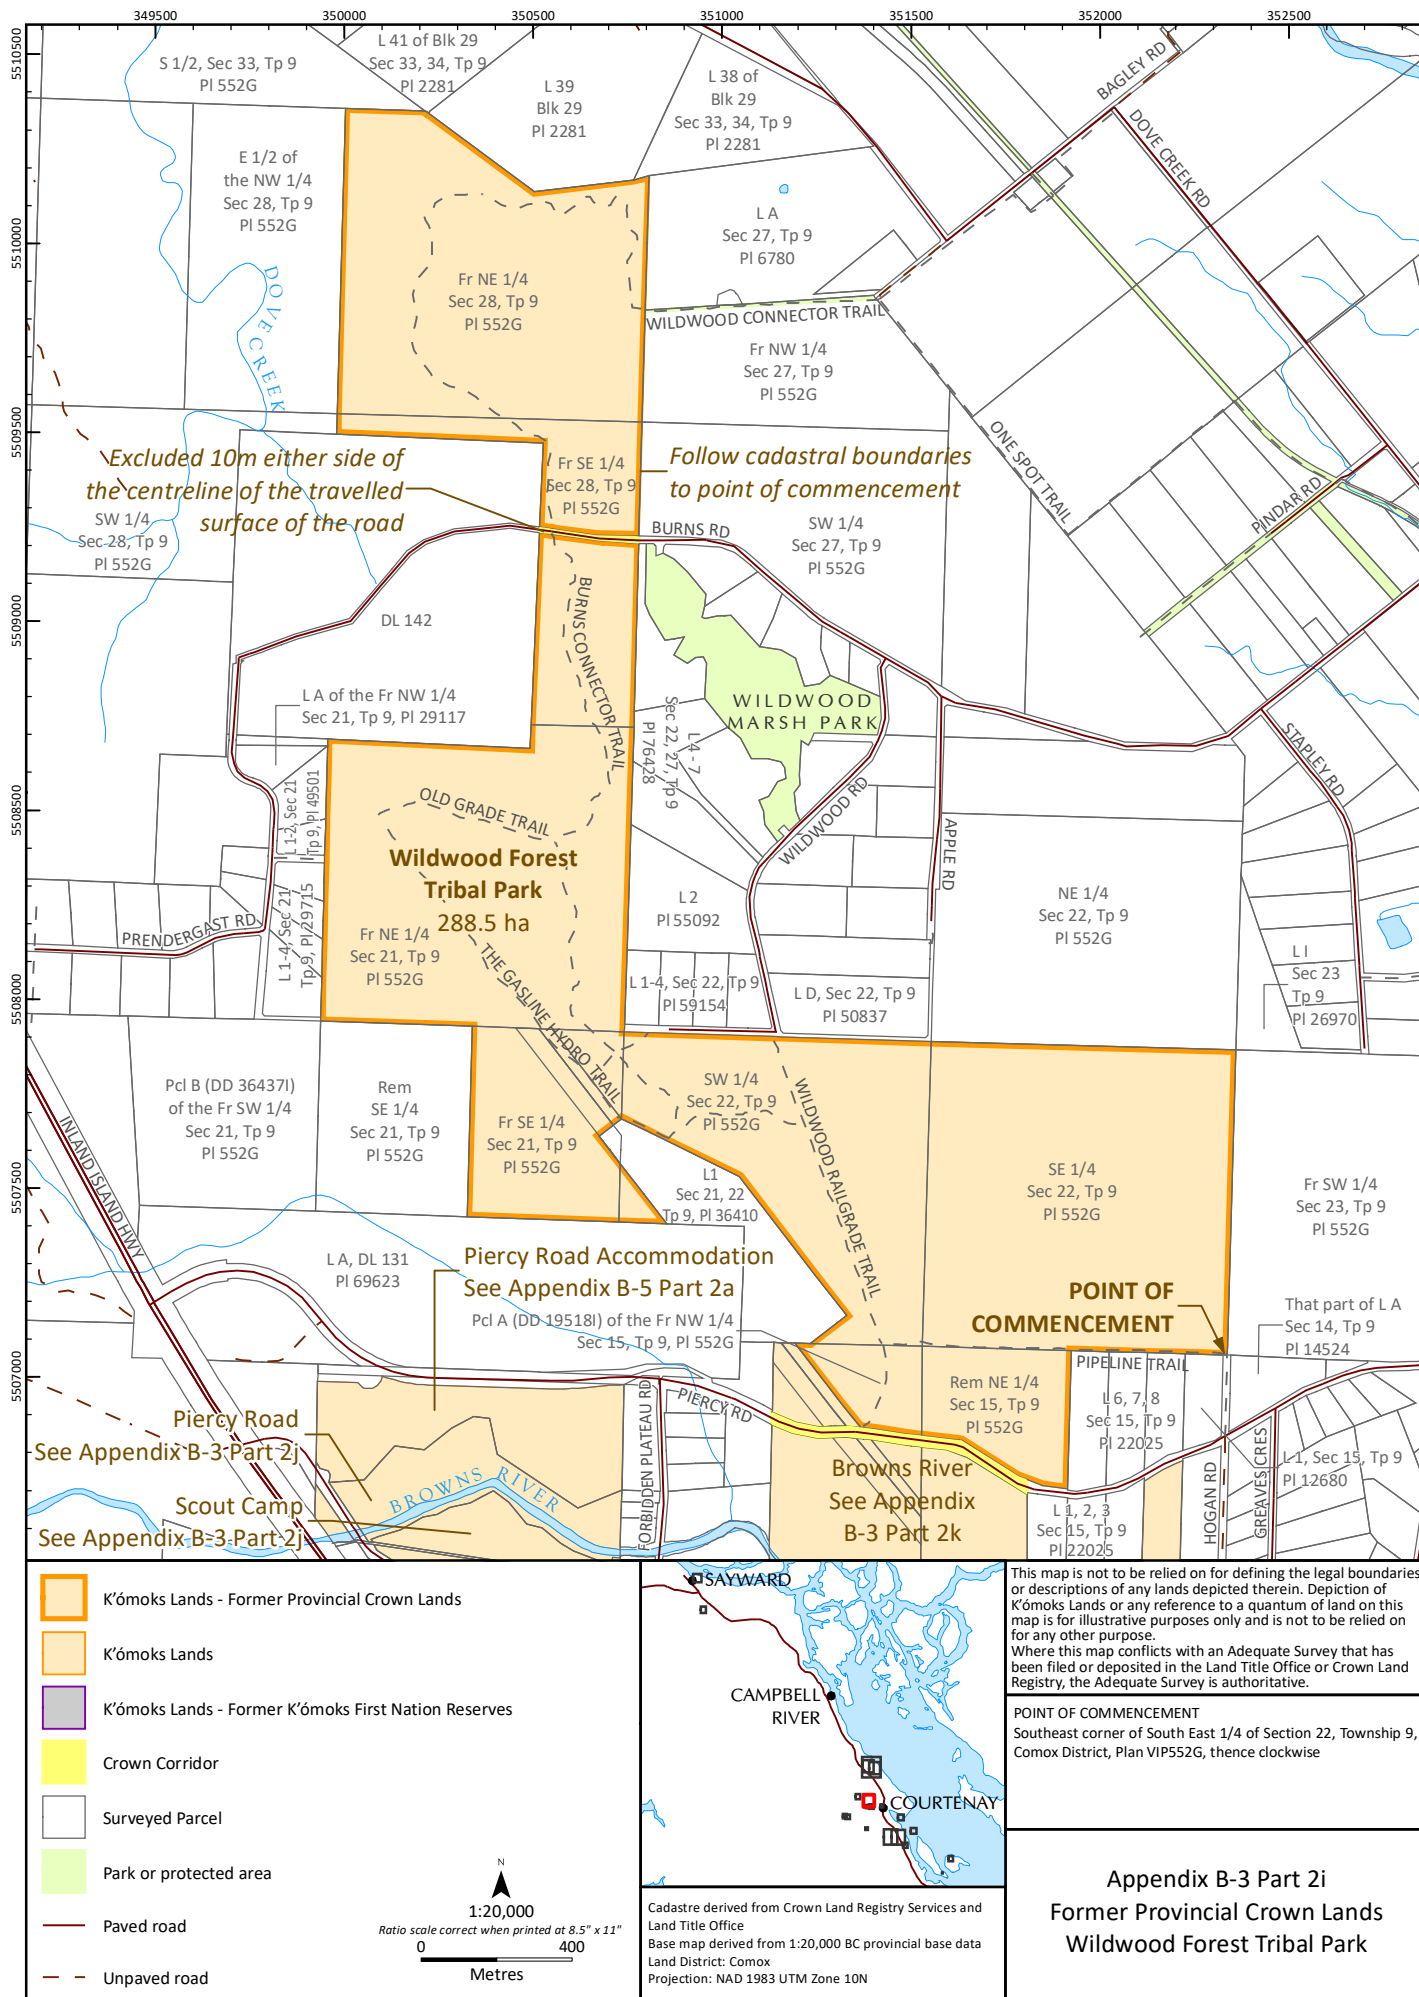 349500
350000
350500
351000
351500
352000
352500
5510500
5510000
5509500
5509000
5508500
5508000
5507500
5507000
S 1/2, Sec 33, Tp 9
Pl 552G
L 41 of Blk 29
Sec 33, 34, Tp 9
Pl 2281
L 39
Blk 29
Pl 2281
L 38 of
Blk 29
Sec 33, 34, Tp 9
Pl 2281
BAGLEY RD
DOVE CREEK RD
E 1/2 of
the NW 1/4
Sec 28, Tp 9
Pl 552G
L A
Sec 27, Tp 9
Pl 6780
DOVE CREEK
Fr NE 1/4
Sec 28, Tp 9
Pl 552G
WILDWOOD CONNECTOR TRAIL
Fr NW 1/4
Sec 27, Tp 9
Pl 552G
ONE SPOT TRAIL
Excluded 10m either side of
the centreline of the travelled
surface of the road
Fr SE 1/4
Sec 28, Tp 9
Pl 552G
Follow cadastral boundaries
to point of commencement
PINDAR RD
SW 1/4
Sec 28, Tp 9
Pl 552G
BURNS RD
SW 1/4
Sec 27, Tp 9
Pl 552G
DL 142
BURNS CONNECTOR TRAIL
L A of the Fr NW 1/4
Sec 21, Tp 9, Pl 29117
L 4 - 7
Sec 22, 27, Tp 9
Pl 76428
WILDWOOD
MARSH PARK
STAPLEY RD
L 1-2, Sec 21
Tp 9, Pl 49501
OLD GRADE TRAIL
WILDWOOD RD
APPLE RD
Wildwood Forest
Tribal Park
288.5 ha
L 2
Pl 55092
NE 1/4
Sec 22, Tp 9
Pl 552G
PRENDERGAST RD
L 1-4, Sec 21
Tp 9, Pl 29715
Fr NE 1/4
Sec 21, Tp 9
Pl 552G
THE GASLINE HYDRO TRAIL
L 1-4, Sec 22, Tp 9
Pl 59154
L D, Sec 22, Tp 9
Pl 50837
L I
Sec 23
Tp 9
Pl 26970
Pcl B (DD 36437I)
of the Fr SW 1/4
Sec 21, Tp 9
Pl 552G
Rem
SE 1/4
Sec 21, Tp 9
Pl 552G
Fr SE 1/4
Sec 21, Tp 9
Pl 552G
SW 1/4
Sec 22, Tp 9
Pl 552G
WILDWOOD RAILGRADE TRAIL
INLAND ISLAND HWY
L1
Sec 21, 22
Tp 9, Pl 36410
SE 1/4
Sec 22, Tp 9
Pl 552G
Fr SW 1/4
Sec 23, Tp 9
Pl 552G
L A, DL 131
Pl 69623
Piercy Road Accommodation
See Appendix B-5 Part 2a
Pcl A (DD 19518I) of the Fr NW 1/4
Sec 15, Tp 9, Pl 552G
POINT OF
COMMENCEMENT
That part of L A
Sec 14, Tp 9
Pl 14524
PIPELINE TRAIL
Piercy Road
See Appendix B-3 Part 2j
FORBIDDEN PLATEAU RD
PIERCY RD
Rem NE 1/4
Sec 15, Tp 9
Pl 552G
L 6, 7, 8
Sec 15, Tp 9
Pl 22025
Scout Camp
See Appendix B-3 Part 2j
BROWNS RIVER
Browns River
See Appendix
B-3 Part 2k
L 1, 2, 3
Sec 15, Tp 9
Pl 22025
HOGAN RD
GREAVES CRES
L 1, Sec 15, Tp 9
Pl 12680
K'ómoks Lands - Former Provincial Crown Lands
K'ómoks Lands
K'ómoks Lands - Former K'ómoks First Nation Reserves
Crown Corridor
Surveyed Parcel
Park or protected area
Paved road
Unpaved road
N
1:20,000
Ratio scale correct when printed at 8.5" x 11"
0 400
Metres
SAYWARD
CAMPBELL
RIVER
COURTENAY
Cadastre derived from Crown Land Registry Services and
Land Title Office
Base map derived from 1:20,000 BC provincial base data
Land District: Comox
Projection: NAD 1983 UTM Zone 10N
This map is not to be relied on for defining the legal boundaries
or descriptions of any lands depicted therein. Depiction of
K'ómoks Lands or any reference to a quantum of land on this
map is for illustrative purposes only and is not to be relied on
for any other purpose.
Where this map conflicts with an Adequate Survey that has
been filed or deposited in the Land Title Office or Crown Land
Registry, the Adequate Survey is authoritative.
POINT OF COMMENCEMENT
Southeast corner of South East 1/4 of Section 22, Township 9,
Comox District, Plan VIP552G, thence clockwise
Appendix B-3 Part 2i
Former Provincial Crown Lands
Wildwood Forest Tribal Park